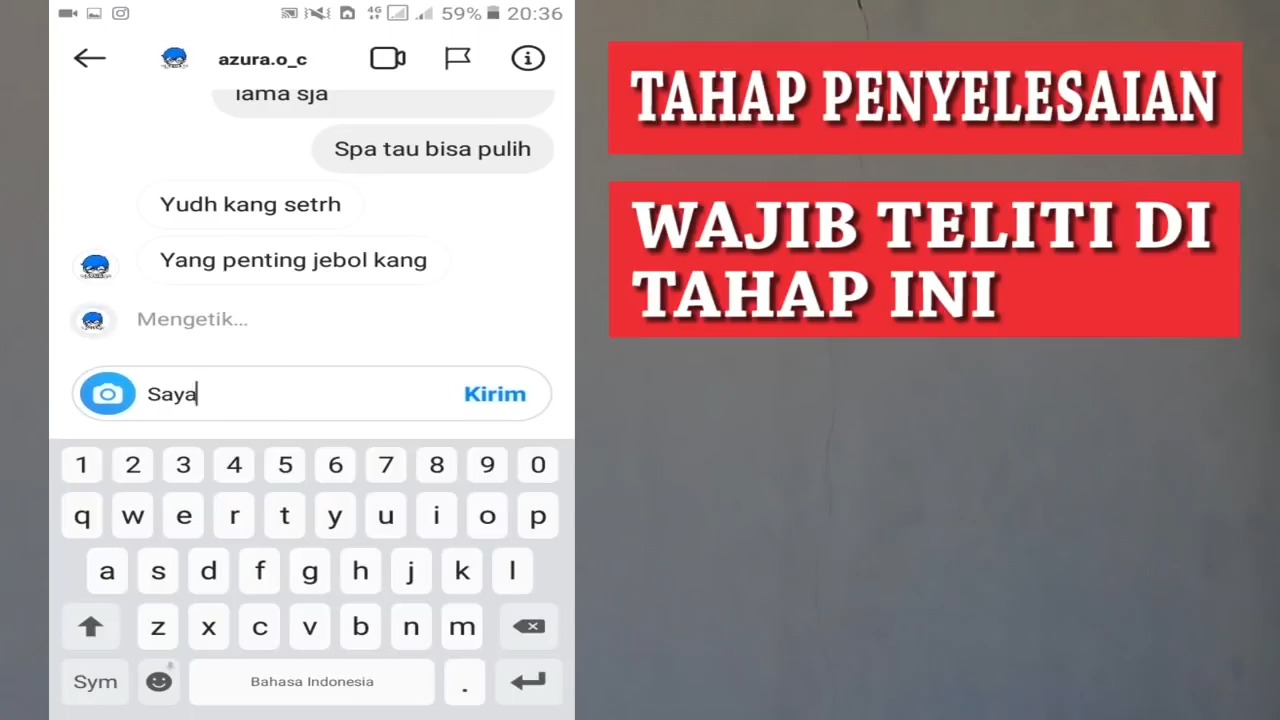 59% 20:36
azura.o_c
lama sja
Spa tau bisa pulih
Yudh kang setrh
Yang penting jebol kang
Mengetik...
Saya
Kirim
1 2 3 4 5 6 7 8 9 0
q w e r t y u i o p
a s d f g h j k l
z x c v b n m
Sym
Bahasa Indonesia
.
TAHAP PENYELESAIAN
WAJIB TELITI DI
TAHAP INI